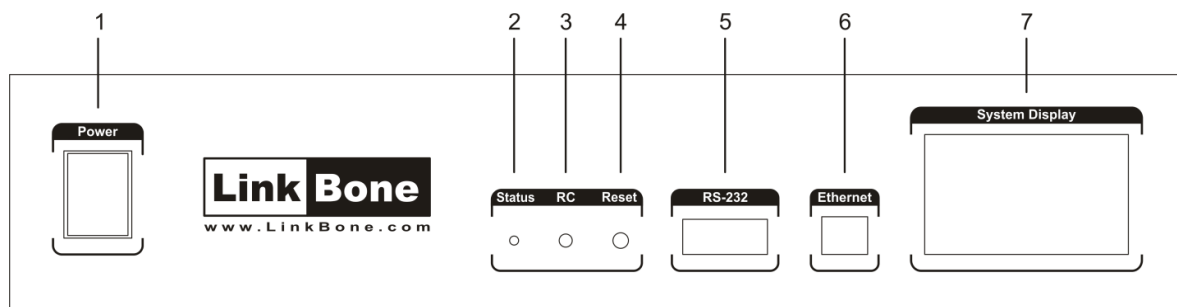 1 2 3 4 5 6 7
Power
System Display
Link Bone
www.LinkBone.com
Status RC Reset
RS-232
Ethernet